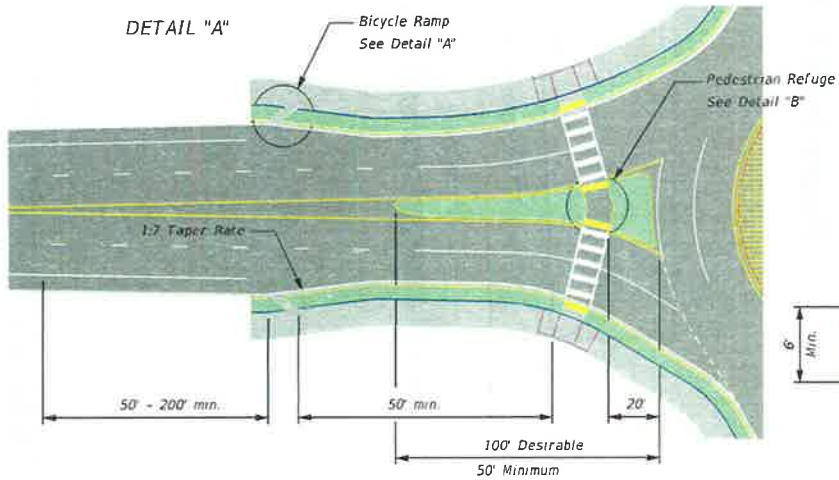 DETAIL "A"
Bicycle Ramp
See Detail "A"
Pedestrian Refuge
See Detail "B"
1:7 Taper Rate
50' - 200' min.
50' min.
20'
6'
Min.
100' Desirable
50' Minimum